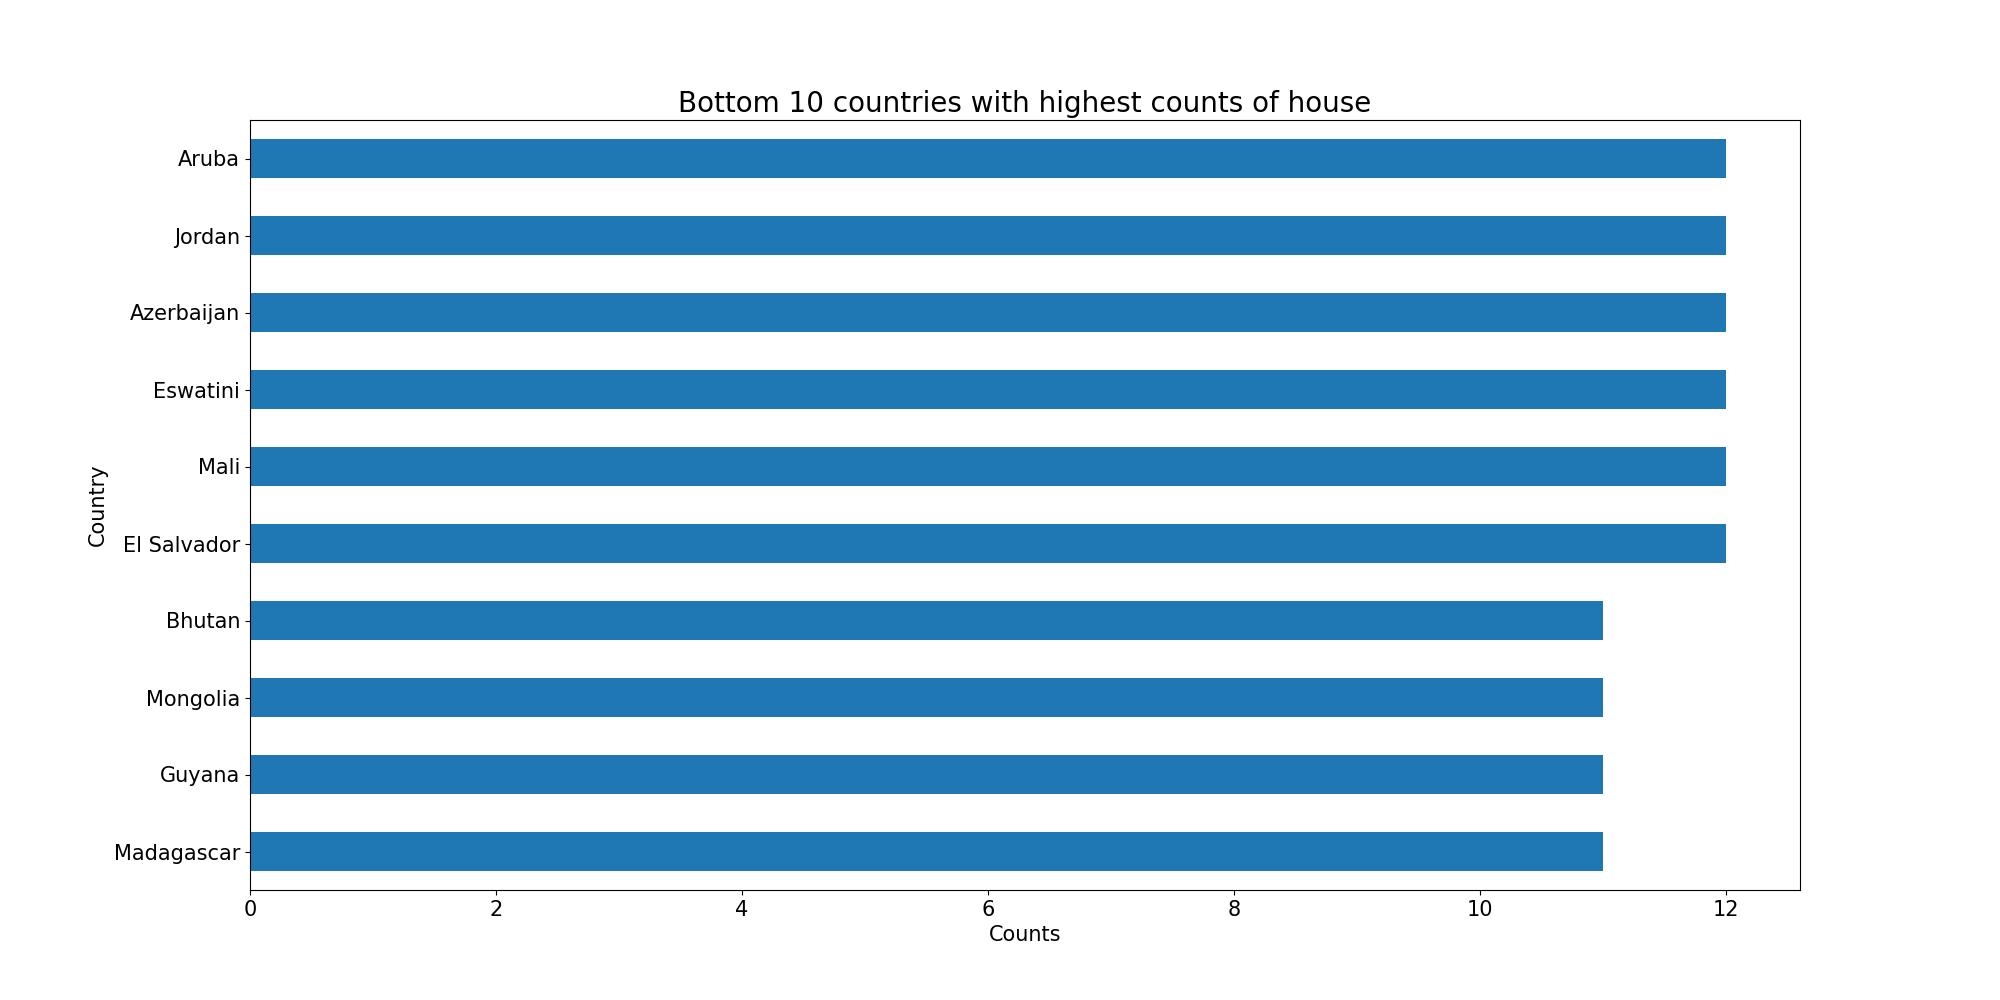 Bottom 10 countries with highest counts of house
Aruba
Jordan
Azerbaijan
Eswatini
Mali
El Salvador
Bhutan
Mongolia
Guyana
Madagascar
Country
0 2 4 6 8 10 12
Counts